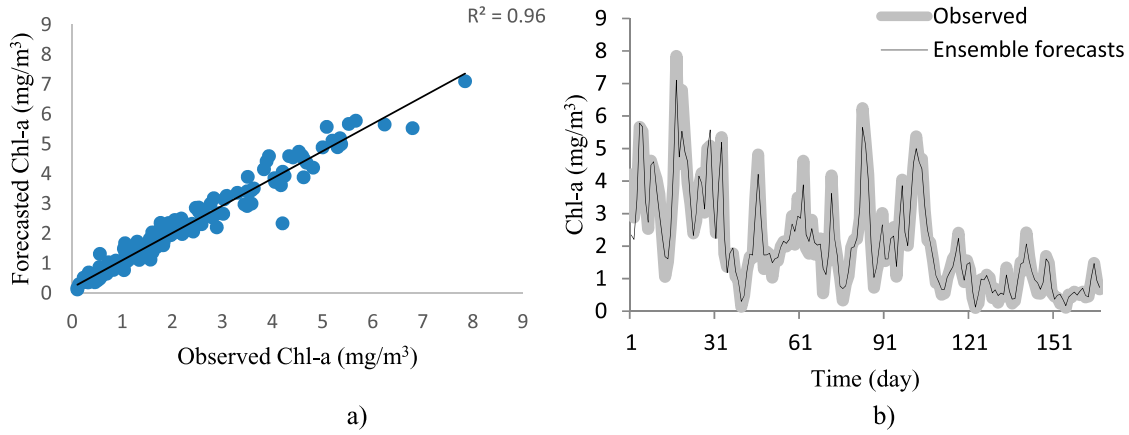 R² = 0.96
Forecasted Chl-a (mg/m³)
9
8
7
6
5
4
3
2
1
0
0 1 2 3 4 5 6 7 8 9
Observed Chl-a (mg/m³)
a)
Observed
Ensemble forecasts
Chl-a (mg/m³)
9
8
7
6
5
4
3
2
1
0
1 31 61 91 121 151
Time (day)
b)